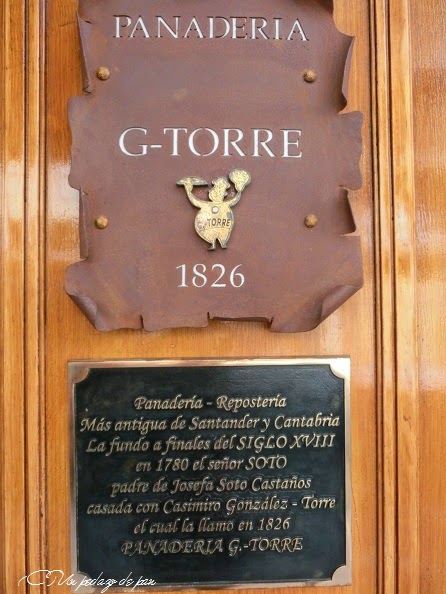 PANADERIA
G-TORRE
G-TORRE
1826
Panadería - Repostería
Más antigua de Santander y Cantabria
La fundo a finales del SIGLO XVIII
en 1780 el señor SOTO
padre de Josefa Soto Castaños
casada con Casimiro González - Torre
el cual la llamo en 1826
PANADERIA G.-TORRE
Un pedazo de pan